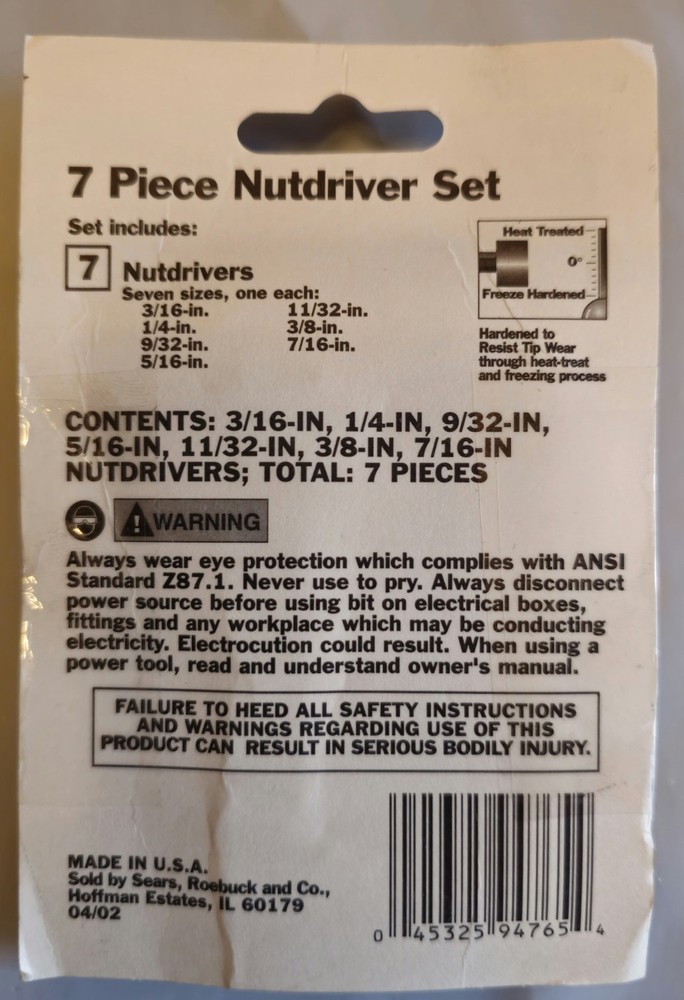 7 Piece Nutdriver Set
Set includes:
7 Nutdrivers
Seven sizes, one each:
3/16-in. 11/32-in.
1/4-in. 3/8-in.
9/32-in. 7/16-in.
5/16-in.
Heat Treated
0°
Freeze Hardened
Hardened to
Resist Tip Wear
through heat-treat
and freezing process
CONTENTS: 3/16-IN, 1/4-IN, 9/32-IN,
5/16-IN, 11/32-IN, 3/8-IN, 7/16-IN
NUTDRIVERS; TOTAL: 7 PIECES
WARNING
Always wear eye protection which complies with ANSI
Standard Z87.1. Never use to pry. Always disconnect
power source before using bit on electrical boxes,
fittings and any workplace which may be conducting
electricity. Electrocution could result. When using a
power tool, read and understand owner's manual.
FAILURE TO HEED ALL SAFETY INSTRUCTIONS
AND WARNINGS REGARDING USE OF THIS
PRODUCT CAN RESULT IN SERIOUS BODILY INJURY.
MADE IN U.S.A.
Sold by Sears, Roebuck and Co.,
Hoffman Estates, IL 60179
04/02
0 45325 94765 4